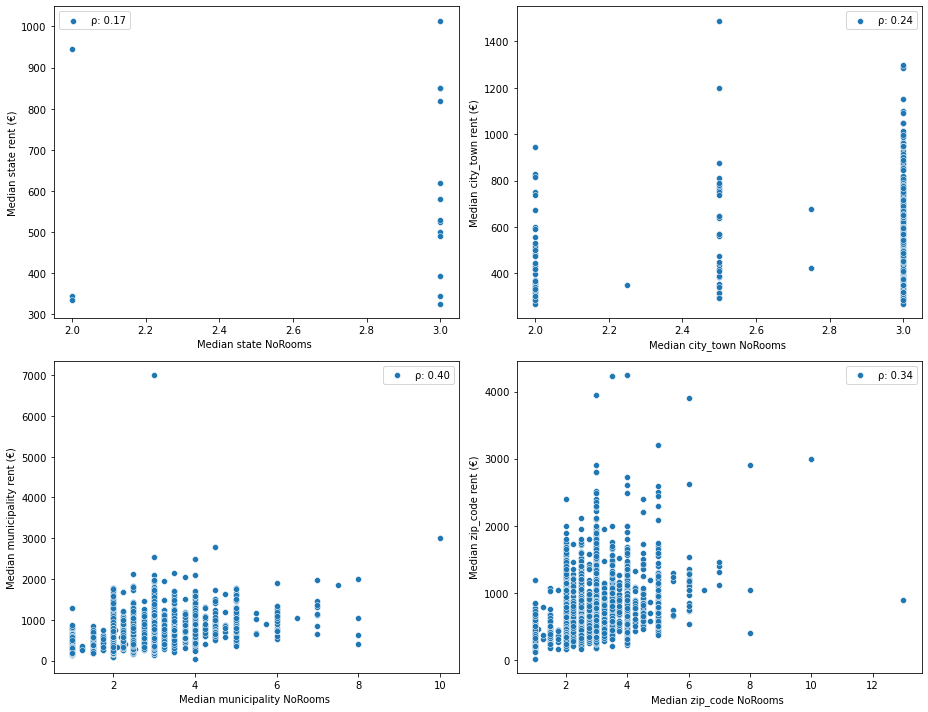 ρ: 0.17
Median state rent (€)
1000
900
800
700
600
500
400
300
2.0 2.2 2.4 2.6 2.8 3.0
Median state NoRooms
ρ: 0.24
Median city_town rent (€)
1400
1200
1000
800
600
400
2.0 2.2 2.4 2.6 2.8 3.0
Median city_town NoRooms
ρ: 0.40
Median municipality rent (€)
7000
6000
5000
4000
3000
2000
1000
0
2 4 6 8 10
Median municipality NoRooms
ρ: 0.34
Median zip_code rent (€)
4000
3000
2000
1000
0
2 4 6 8 10 12
Median zip_code NoRooms